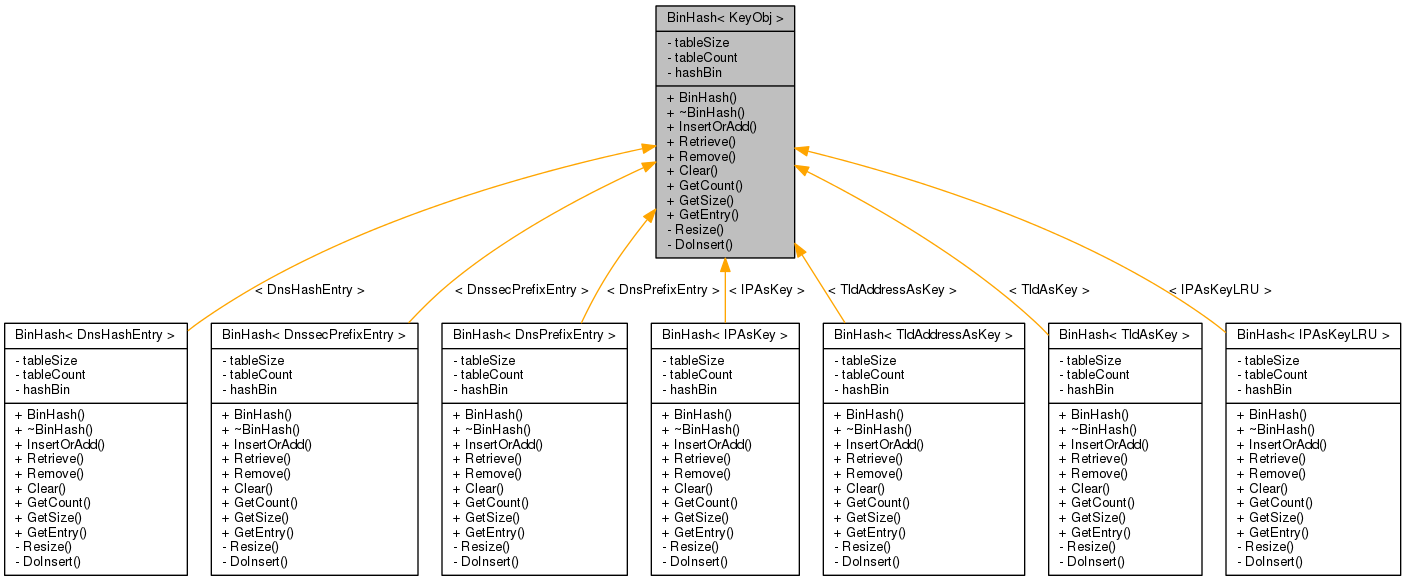 BinHash< KeyObj >
- tableSize
- tableCount
- hashBin
+ BinHash()
+ ~BinHash()
+ InsertOrAdd()
+ Retrieve()
+ Remove()
+ Clear()
+ GetCount()
+ GetSize()
+ GetEntry()
- Resize()
- DoInsert()
< DnsHashEntry >
< DnssecPrefixEntry >
< DnsPrefixEntry >
< IPAsKey >
< TldAddressAsKey >
< TldAsKey >
< IPAsKeyLRU >
BinHash< DnsHashEntry >
- tableSize
- tableCount
- hashBin
+ BinHash()
+ ~BinHash()
+ InsertOrAdd()
+ Retrieve()
+ Remove()
+ Clear()
+ GetCount()
+ GetSize()
+ GetEntry()
- Resize()
- DoInsert()
BinHash< DnssecPrefixEntry >
- tableSize
- tableCount
- hashBin
+ BinHash()
+ ~BinHash()
+ InsertOrAdd()
+ Retrieve()
+ Remove()
+ Clear()
+ GetCount()
+ GetSize()
+ GetEntry()
- Resize()
- DoInsert()
BinHash< DnsPrefixEntry >
- tableSize
- tableCount
- hashBin
+ BinHash()
+ ~BinHash()
+ InsertOrAdd()
+ Retrieve()
+ Remove()
+ Clear()
+ GetCount()
+ GetSize()
+ GetEntry()
- Resize()
- DoInsert()
BinHash< IPAsKey >
- tableSize
- tableCount
- hashBin
+ BinHash()
+ ~BinHash()
+ InsertOrAdd()
+ Retrieve()
+ Remove()
+ Clear()
+ GetCount()
+ GetSize()
+ GetEntry()
- Resize()
- DoInsert()
BinHash< TldAddressAsKey >
- tableSize
- tableCount
- hashBin
+ BinHash()
+ ~BinHash()
+ InsertOrAdd()
+ Retrieve()
+ Remove()
+ Clear()
+ GetCount()
+ GetSize()
+ GetEntry()
- Resize()
- DoInsert()
BinHash< TldAsKey >
- tableSize
- tableCount
- hashBin
+ BinHash()
+ ~BinHash()
+ InsertOrAdd()
+ Retrieve()
+ Remove()
+ Clear()
+ GetCount()
+ GetSize()
+ GetEntry()
- Resize()
- DoInsert()
BinHash< IPAsKeyLRU >
- tableSize
- tableCount
- hashBin
+ BinHash()
+ ~BinHash()
+ InsertOrAdd()
+ Retrieve()
+ Remove()
+ Clear()
+ GetCount()
+ GetSize()
+ GetEntry()
- Resize()
- DoInsert()